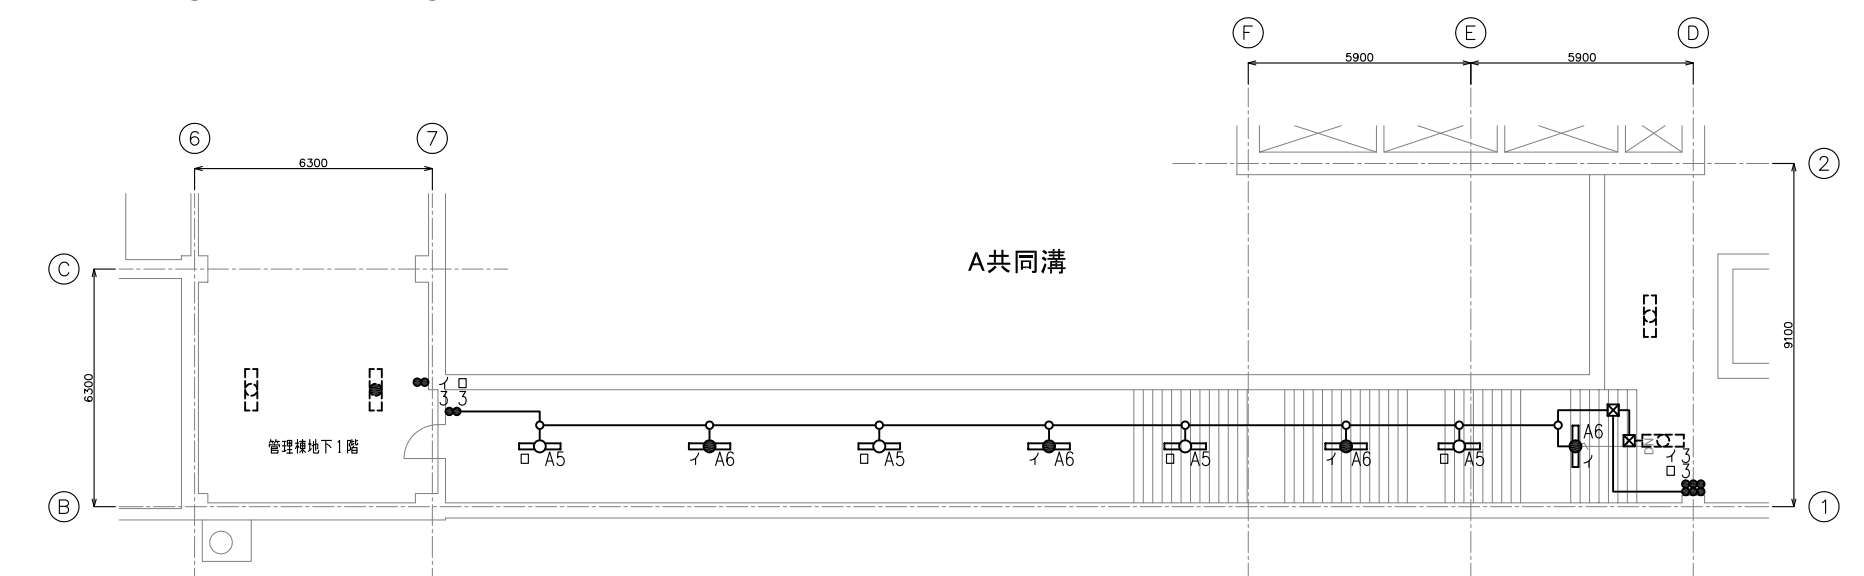 F E D
5900 5900
6 7
6300
2
C
A共同溝
6300
9100
イ ロ
3 3
管理棟地下1階
ロ A5
イ A6
ロ A5
イ A6
ロ A5
イ A6
ロ A5
A6
イ
DN
イ 3
ロ 3
B
1